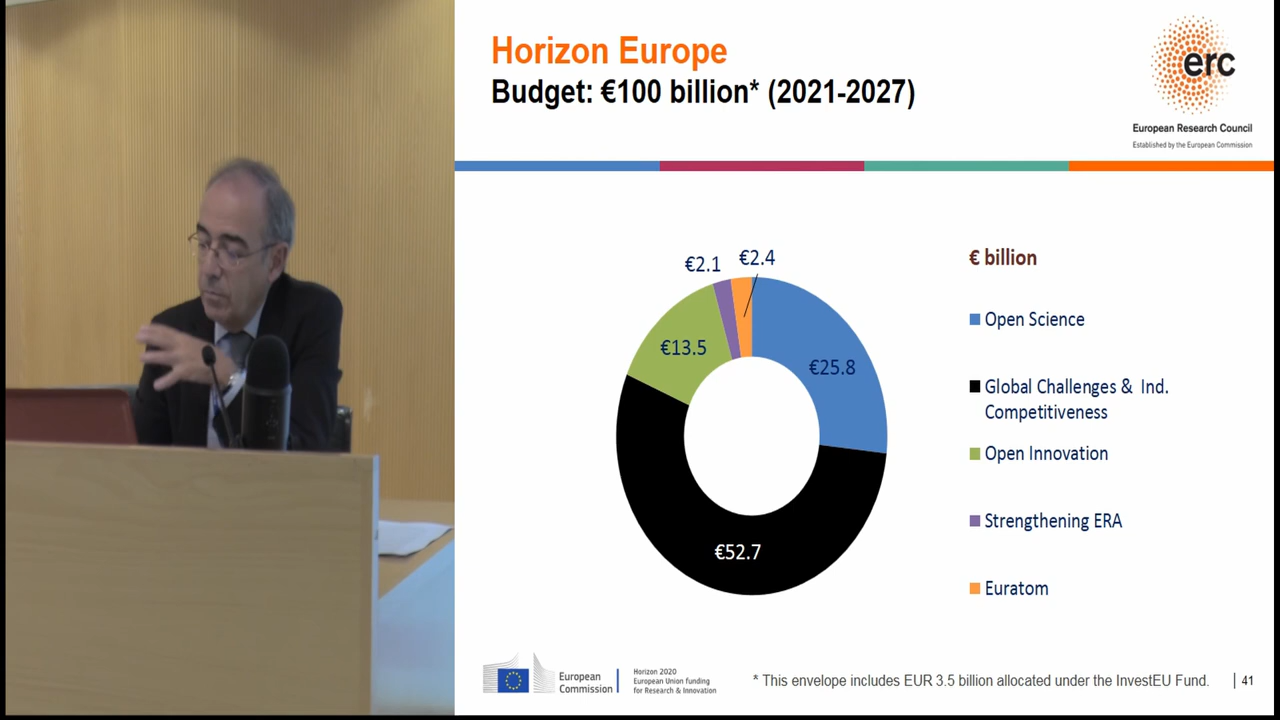 Horizon Europe
Budget: €100 billion* (2021-2027)
erc
European Research Council
Established by the European Commission
€2.1
€2.4
€ billion
€13.5
€25.8
€52.7
Open Science
Global Challenges & Ind.
Competitiveness
Open Innovation
Strengthening ERA
Euratom
European
Commission
Horizon 2020
European Union funding
for Research & Innovation
* This envelope includes EUR 3.5 billion allocated under the InvestEU Fund.
41